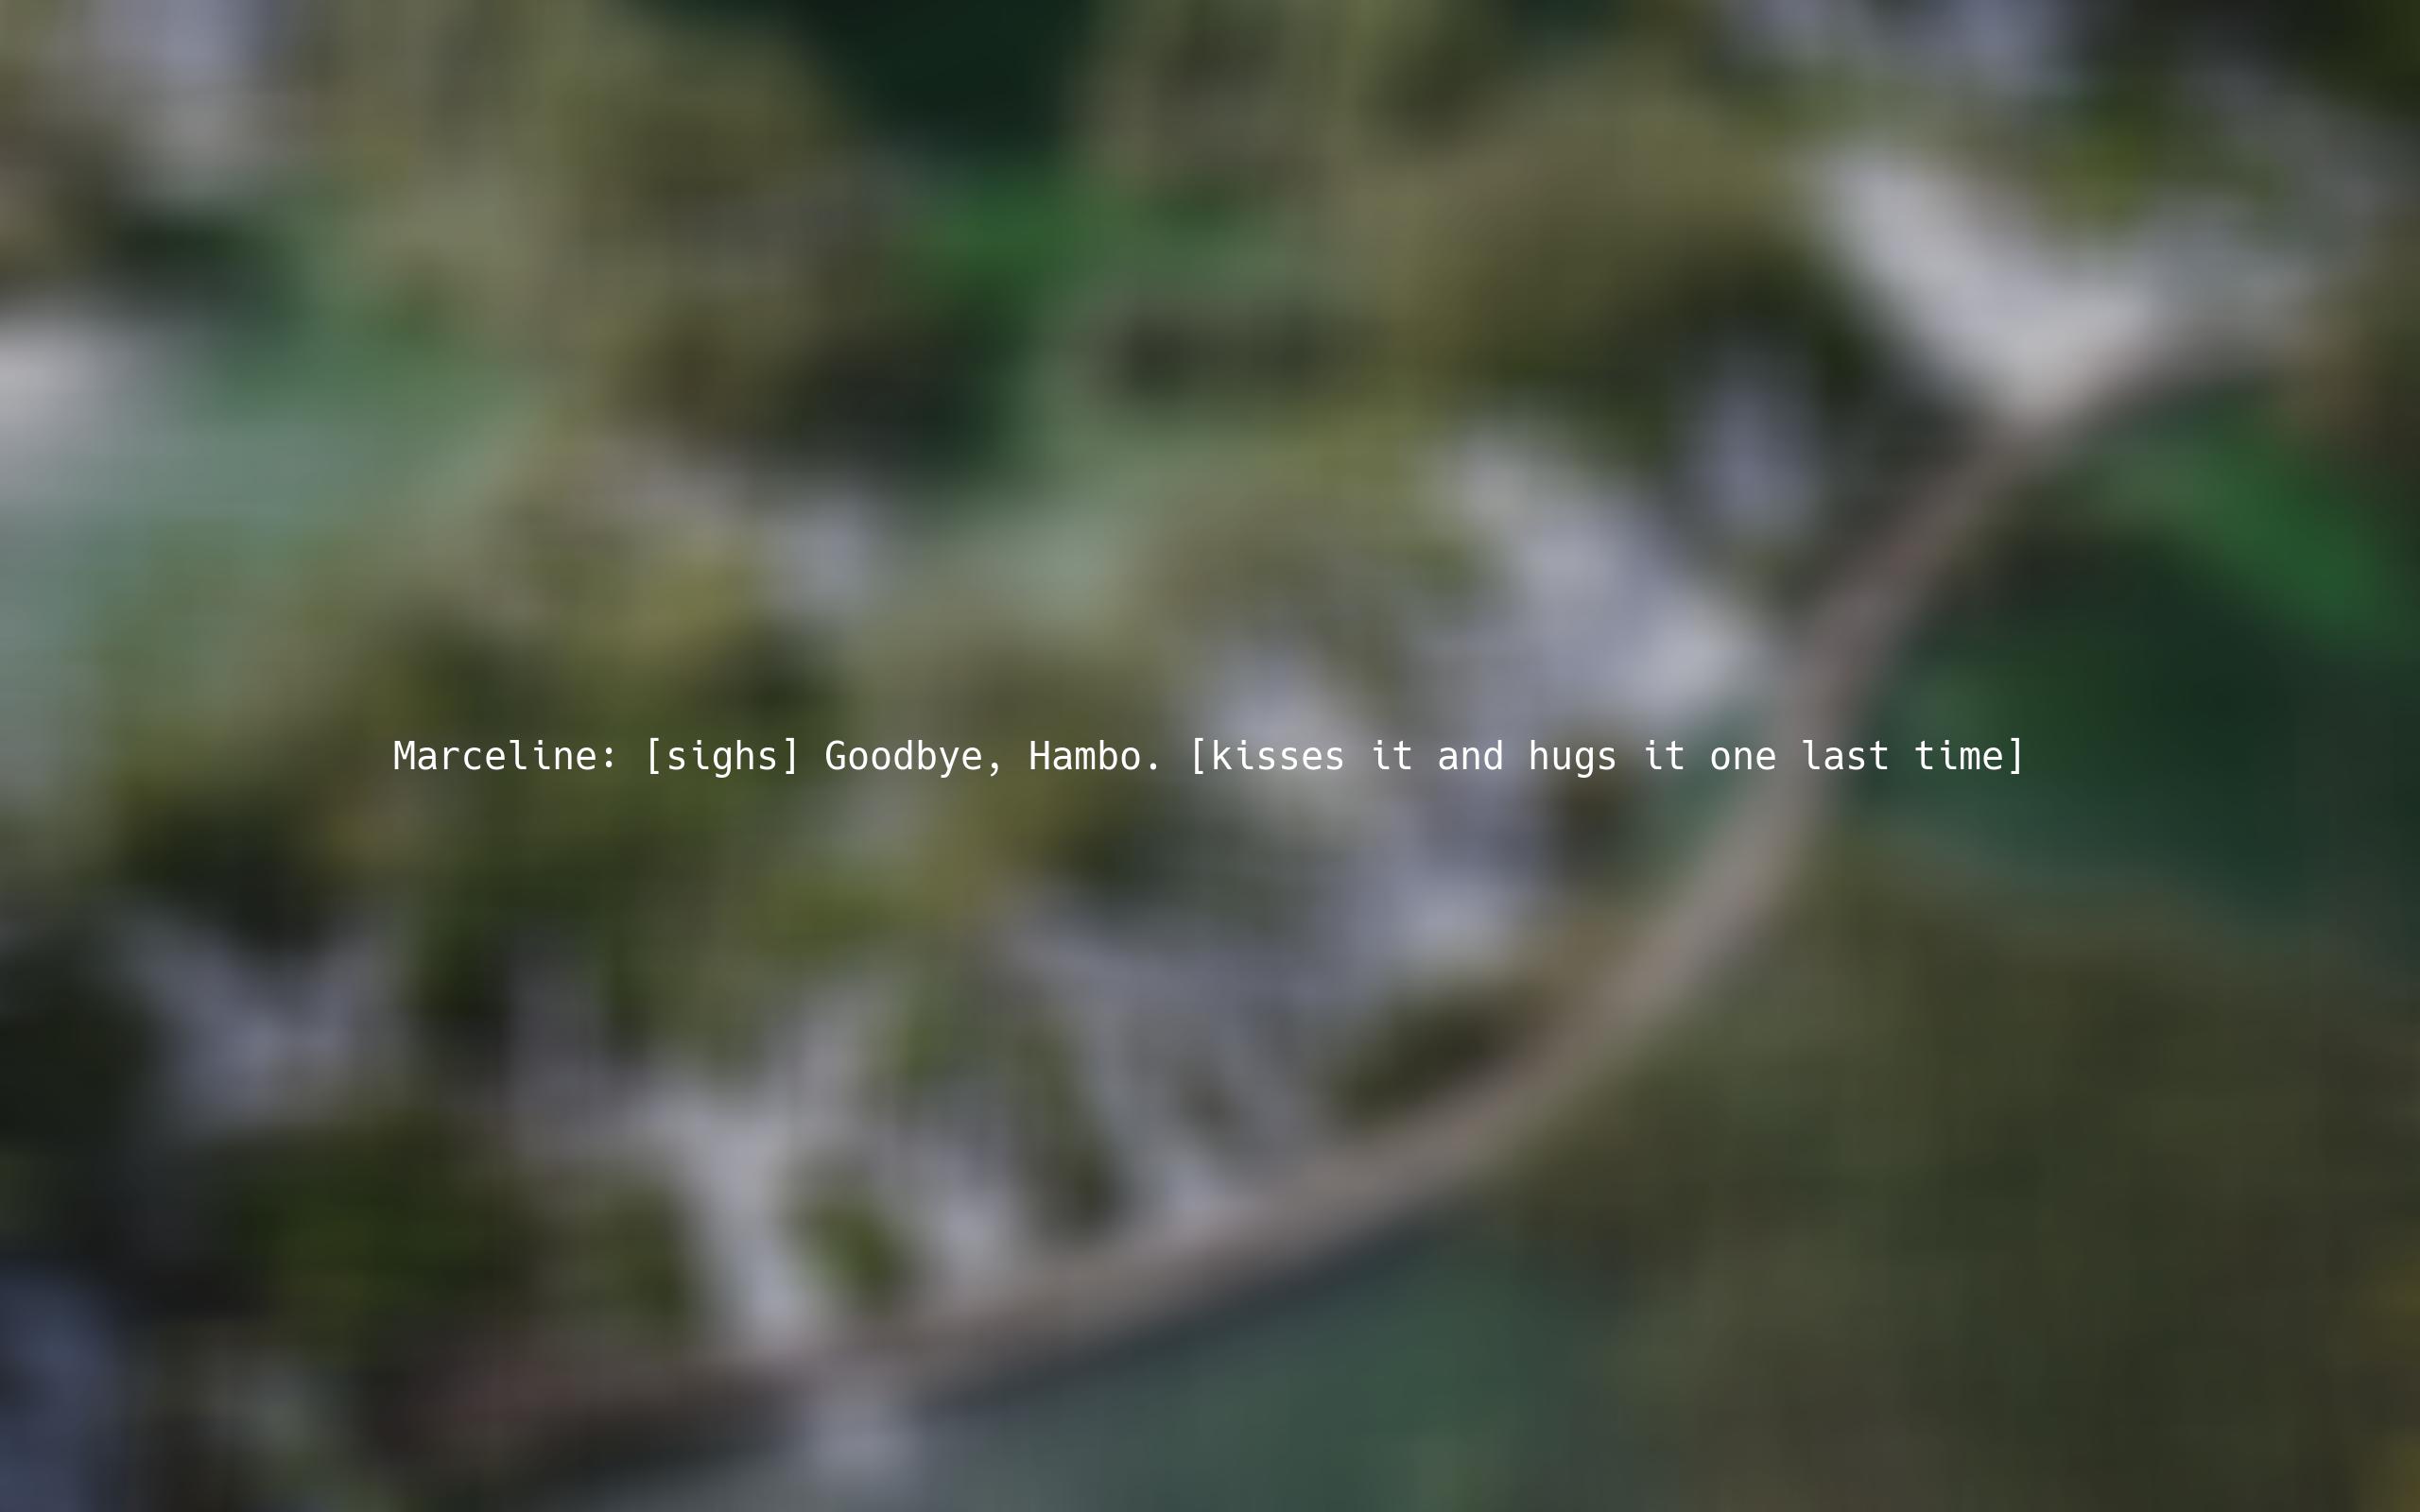 Marceline: [sighs] Goodbye, Hambo. [kisses it and hugs it one last time]